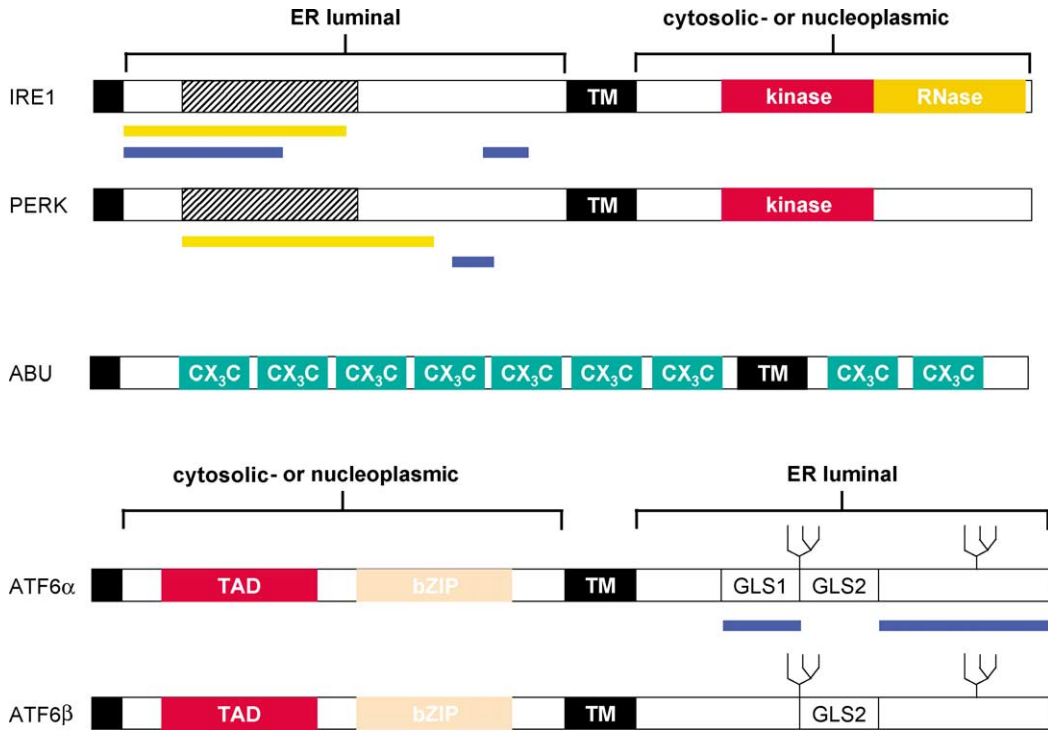 ER luminal cytosolic- or nucleoplasmic
IRE1 TM kinase RNase
PERK TM kinase
ABU CX₃C CX₃C CX₃C CX₃C CX₃C CX₃C CX₃C TM CX₃C CX₃C
cytosolic- or nucleoplasmic ER luminal
ATF6α TAD bZIP TM GLS1 GLS2
ATF6β TAD bZIP TM GLS2